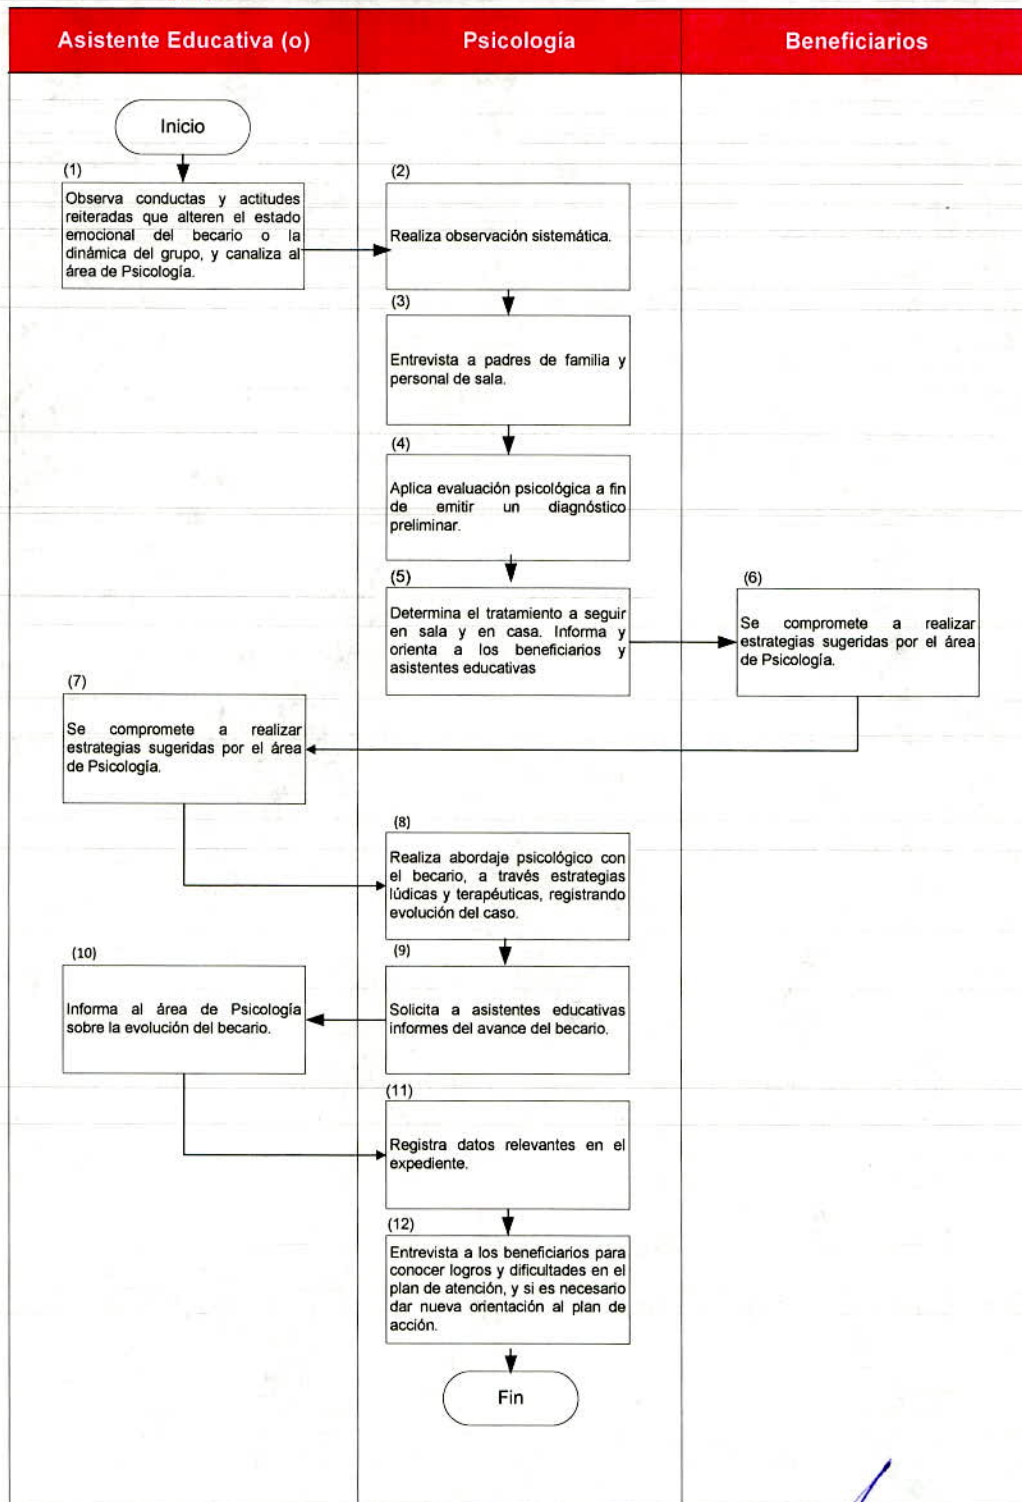 Asistente Educativa (o)
Psicología
Beneficiarios
Inicio
(1)
Observa conductas y actitudes
reiteradas que alteren el estado
emocional del becario o la
dinámica del grupo, y canaliza al
área de Psicología.
(2)
Realiza observación sistemática.
(3)
Entrevista a padres de familia y
personal de sala.
(4)
Aplica evaluación psicológica a fin
de emitir un diagnóstico
preliminar.
(5)
Determina el tratamiento a seguir
en sala y en casa. Informa y
orienta a los beneficiarios y
asistentes educativas
(6)
Se compromete a realizar
estrategias sugeridas por el área
de Psicología.
(7)
Se compromete a realizar
estrategias sugeridas por el área
de Psicología.
(8)
Realiza abordaje psicológico con
el becario, a través estrategias
lúdicas y terapéuticas, registrando
evolución del caso.
(9)
Solicita a asistentes educativas
informes del avance del becario.
(10)
Informa al área de Psicología
sobre la evolución del becario.
(11)
Registra datos relevantes en el
expediente.
(12)
Entrevista a los beneficiarios para
conocer logros y dificultades en el
plan de atención, y si es necesario
dar nueva orientación al plan de
acción.
Fin